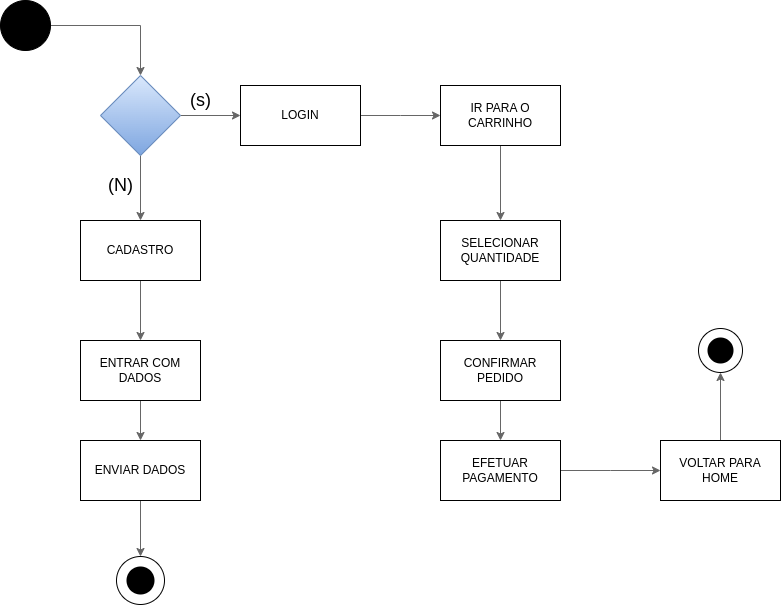 (s)
LOGIN
IR PARA O
CARRINHO
(N)
CADASTRO
SELECIONAR
QUANTIDADE
ENTRAR COM
DADOS
CONFIRMAR
PEDIDO
ENVIAR DADOS
EFETUAR
PAGAMENTO
VOLTAR PARA
HOME